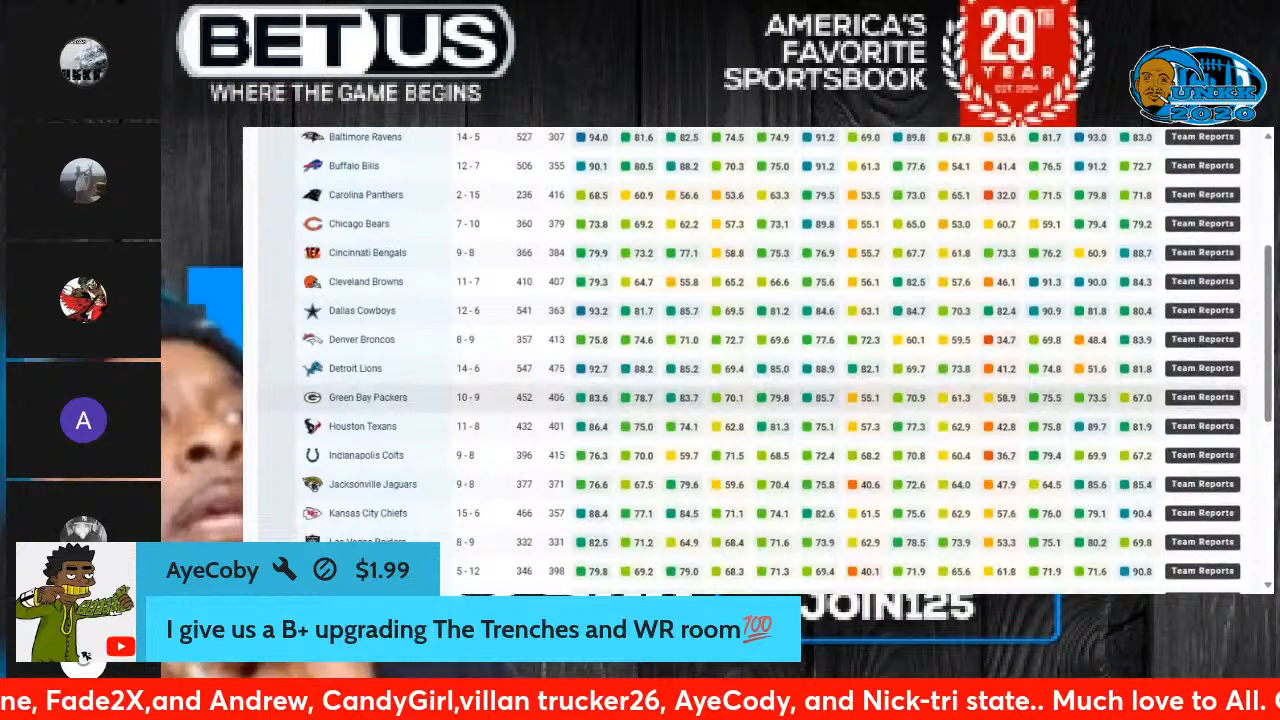 BETUS
WHERE THE GAME BEGINS
AMERICA'S
FAVORITE
SPORTSBOOK
29TH
YEAR
UNKK
2020
Baltimore Ravens 14 - 5 527 307 94.0 81.6 82.5 74.5 74.9 91.2 69.0 89.8 67.8 53.6 81.7 93.0 83.0 Team Reports
Buffalo Bills 12 - 7 506 355 90.1 80.5 88.2 70.3 75.0 91.2 61.3 77.6 54.1 41.4 76.5 91.2 72.7 Team Reports
Carolina Panthers 2 - 15 236 416 68.5 60.9 56.6 53.6 63.3 79.5 53.5 73.0 65.1 32.0 71.5 79.8 71.8 Team Reports
Chicago Bears 7 - 10 360 379 73.8 69.2 62.2 57.3 73.1 89.8 55.1 65.0 53.0 60.7 59.1 79.4 79.2 Team Reports
Cincinnati Bengals 9 - 8 366 384 79.9 73.2 77.1 58.8 75.3 76.9 55.7 67.7 61.8 73.3 76.2 60.9 88.7 Team Reports
Cleveland Browns 11 - 7 410 407 79.3 64.7 55.8 65.2 66.6 75.6 56.1 82.5 57.6 46.1 91.3 90.0 84.3 Team Reports
Dallas Cowboys 12 - 6 541 363 93.2 81.7 85.7 69.5 81.2 84.6 63.1 84.7 70.3 82.4 90.9 81.8 80.4 Team Reports
Denver Broncos 8 - 9 357 413 75.8 74.6 71.0 72.7 69.6 77.6 72.3 60.1 59.5 34.7 69.8 48.4 83.9 Team Reports
Detroit Lions 14 - 6 547 475 92.7 88.2 85.2 69.4 85.0 88.9 82.1 69.7 73.8 41.2 74.8 51.6 81.8 Team Reports
Green Bay Packers 10 - 9 452 406 83.6 78.7 83.7 70.1 79.8 85.7 55.1 70.9 61.3 58.9 75.5 73.5 67.0 Team Reports
Houston Texans 11 - 8 432 401 86.4 75.0 74.1 62.8 81.3 75.1 57.3 77.3 62.9 42.8 75.8 89.7 81.9 Team Reports
Indianapolis Colts 9 - 8 396 415 76.3 70.0 59.7 71.5 68.5 72.4 68.2 70.8 60.4 36.7 79.4 69.9 67.2 Team Reports
Jacksonville Jaguars 9 - 8 377 371 76.6 67.5 79.6 59.6 70.4 75.8 40.6 72.6 64.0 47.9 64.5 85.6 85.4 Team Reports
Kansas City Chiefs 15 - 6 466 357 88.4 77.1 84.5 71.1 74.1 82.6 61.5 75.6 62.9 57.6 76.0 79.1 90.4 Team Reports
Las Vegas Raiders 8 - 9 332 331 82.5 71.2 64.9 68.4 71.6 73.9 62.9 78.5 73.9 53.3 75.1 80.2 69.8 Team Reports
5 - 12 346 398 79.8 69.2 79.0 68.3 71.3 69.4 40.1 71.9 65.6 61.8 71.9 71.6 90.8 Team Reports
A
AyeCoby $1.99
I give us a B+ upgrading The Trenches and WR room💯
JOIN125
ne, Fade2X,and Andrew, CandyGirl,villan trucker26, AyeCody, and Nick-tri state.. Much love to All.